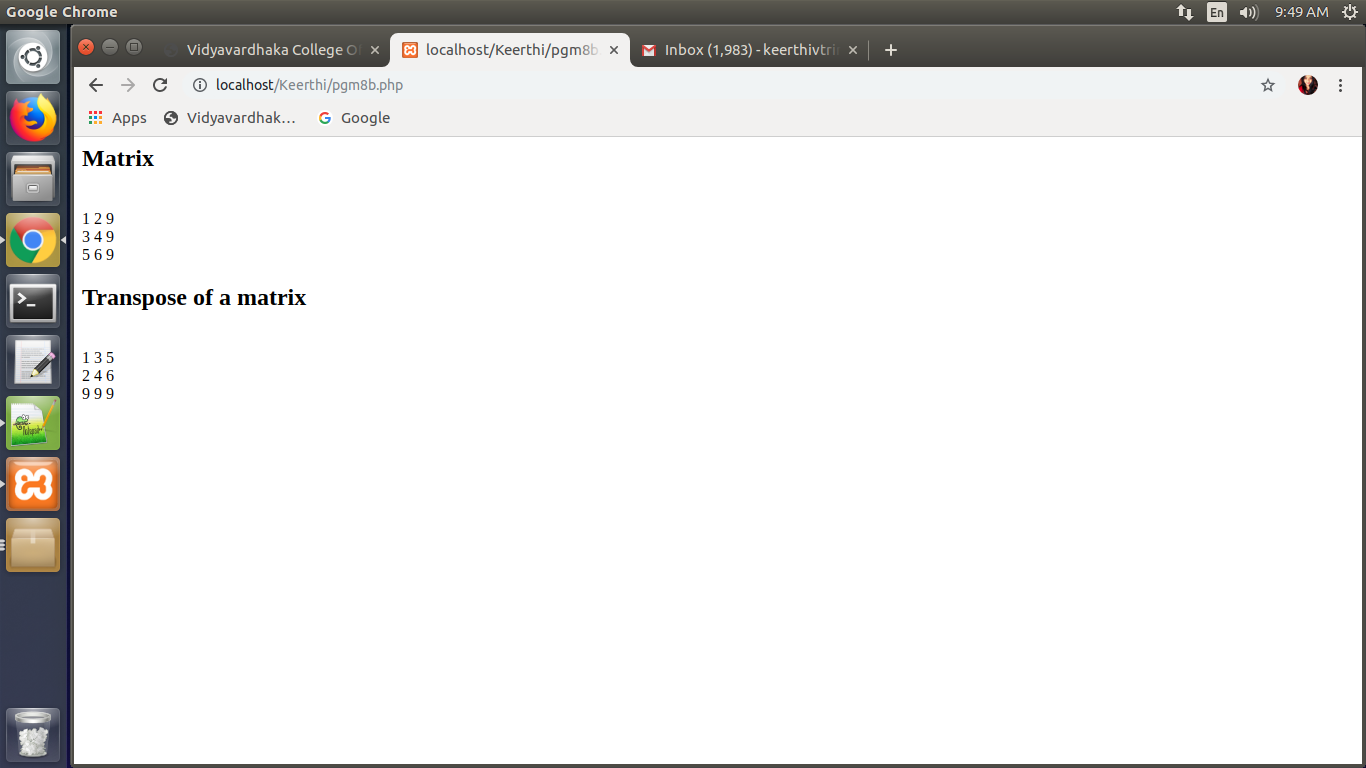 Google Chrome
En
9:49 AM
Vidyavardhaka College O
localhost/Keerthi/pgm8b
Inbox (1,983) - keerthivtri
localhost/Keerthi/pgm8b.php
Apps
Vidyavardhak...
Google
Matrix
1 2 9
3 4 9
5 6 9
Transpose of a matrix
1 3 5
2 4 6
9 9 9